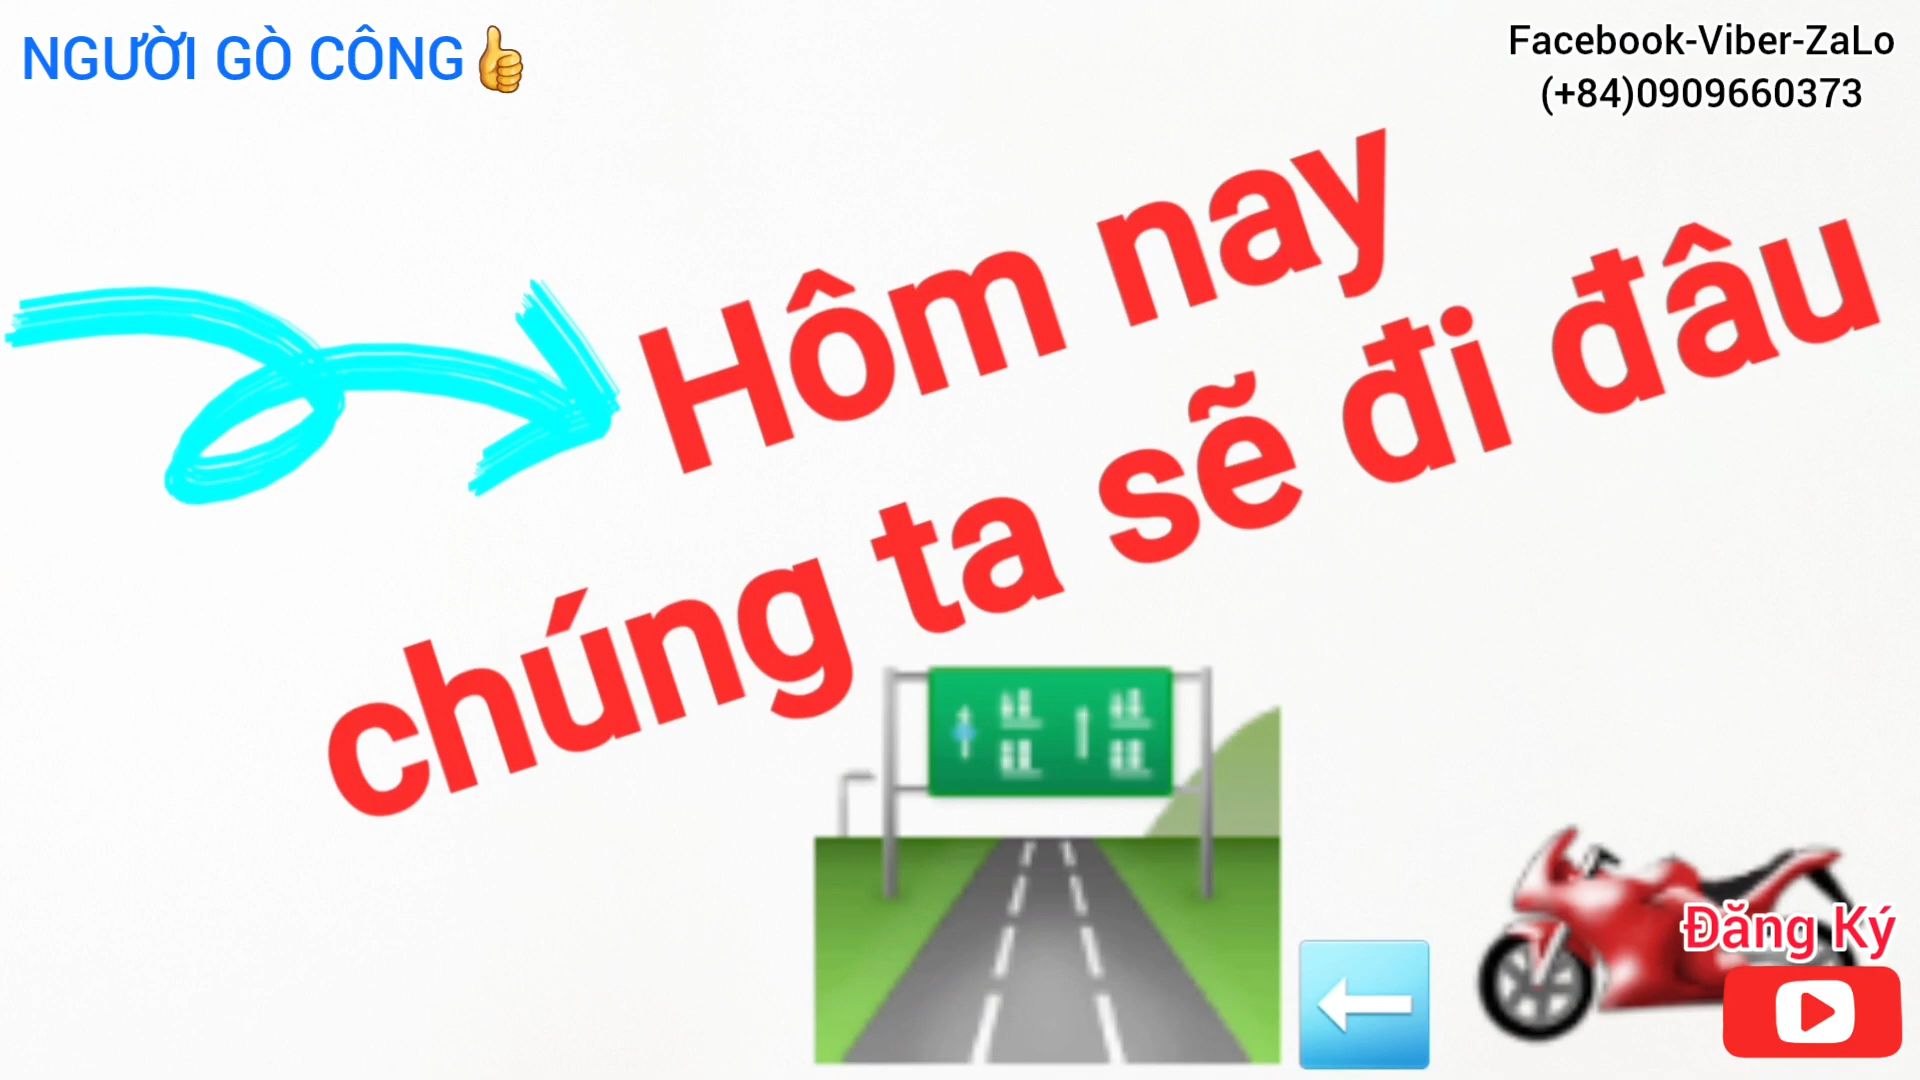 NGƯỜI GÒ CÔNG👍
Facebook-Viber-ZaLo
(+84)0909660373
Hôm nay
chúng ta sẽ đi đâu
Đăng Ký